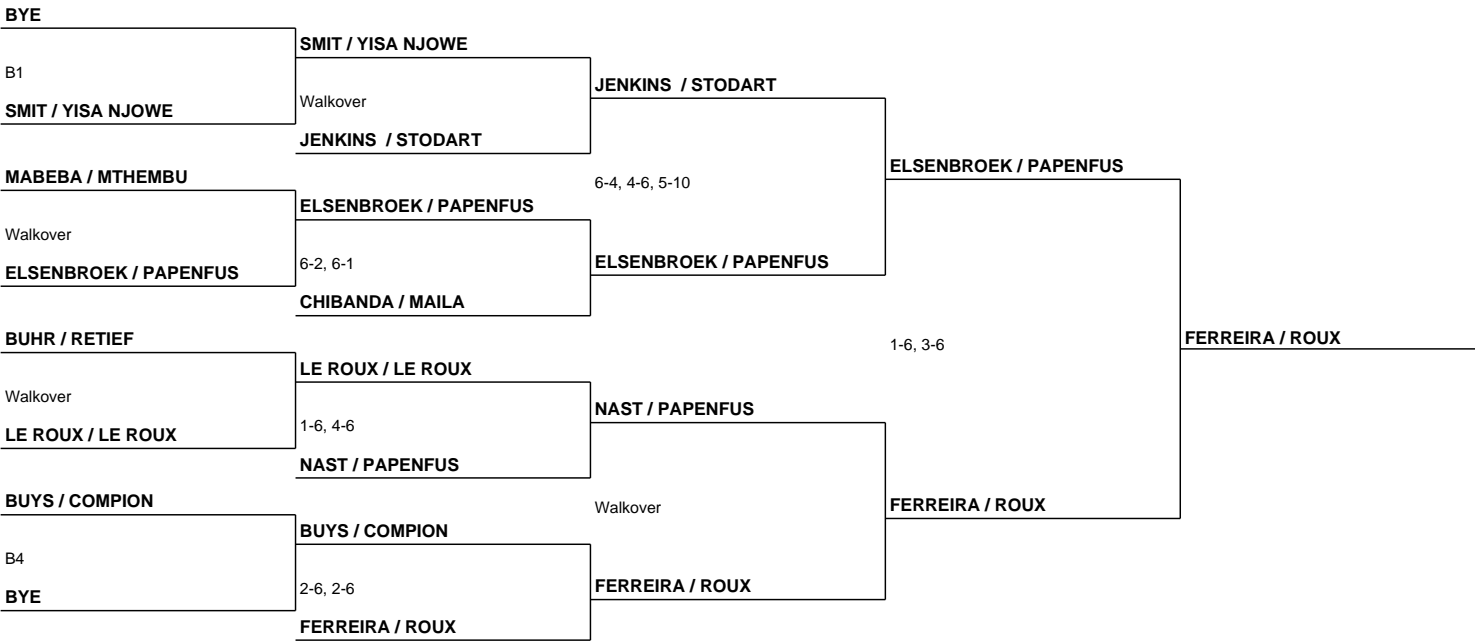 BYE
B1
SMIT / YISA NJOWE
MABEBA / MTHEMBU
Walkover
ELSENBROEK / PAPENFUS
BUHR / RETIEF
Walkover
LE ROUX / LE ROUX
BUYS / COMPION
B4
BYE
SMIT / YISA NJOWE
Walkover
JENKINS / STODART
ELSENBROEK / PAPENFUS
6-2, 6-1
CHIBANDA / MAILA
LE ROUX / LE ROUX
1-6, 4-6
NAST / PAPENFUS
BUYS / COMPION
2-6, 2-6
FERREIRA / ROUX
JENKINS / STODART
6-4, 4-6, 5-10
ELSENBROEK / PAPENFUS
NAST / PAPENFUS
Walkover
FERREIRA / ROUX
ELSENBROEK / PAPENFUS
1-6, 3-6
FERREIRA / ROUX
FERREIRA / ROUX